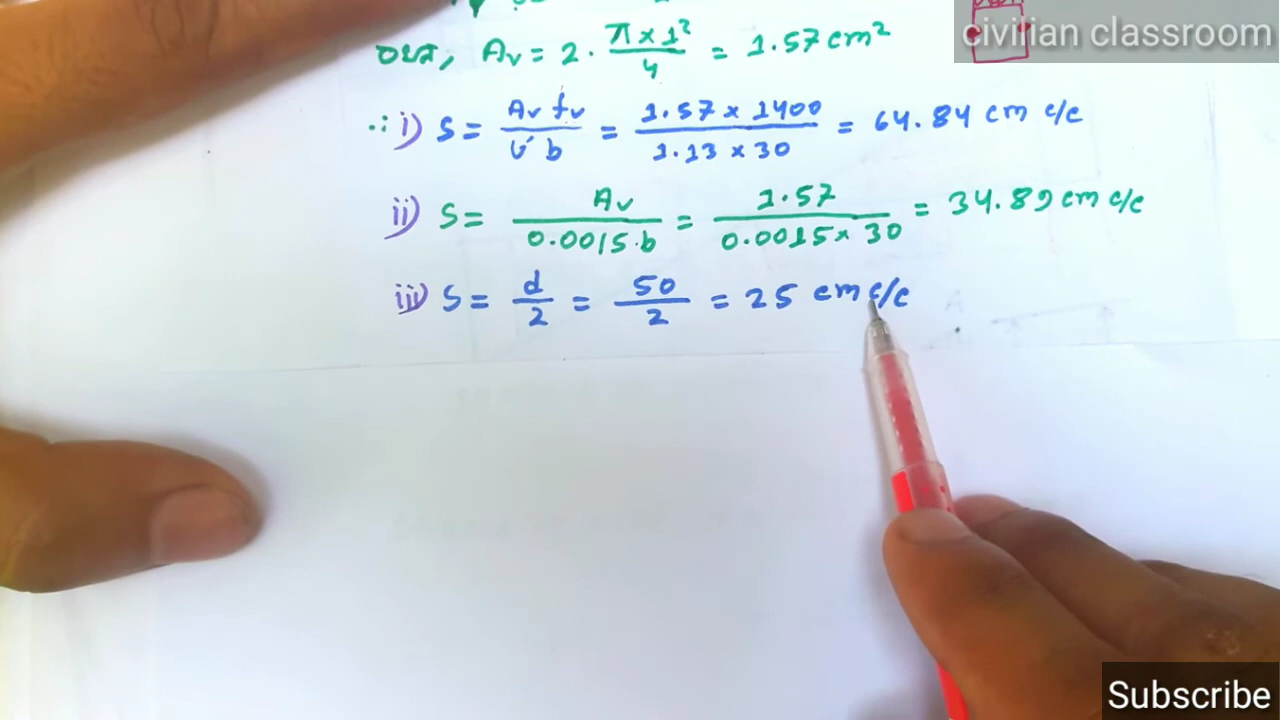 civilian classroom
Av = 2 · π×1²/4 = 1.57 cm²
∴ i) S = Av fv / v' b = 1.57 × 1400 / 1.13 × 30 = 64.84 cm c/c
ii) S = Av / 0.0015·b = 1.57 / 0.0015 × 30 = 34.89 cm c/c
iii) S = d/2 = 50/2 = 25 cm c/c
Subscribe